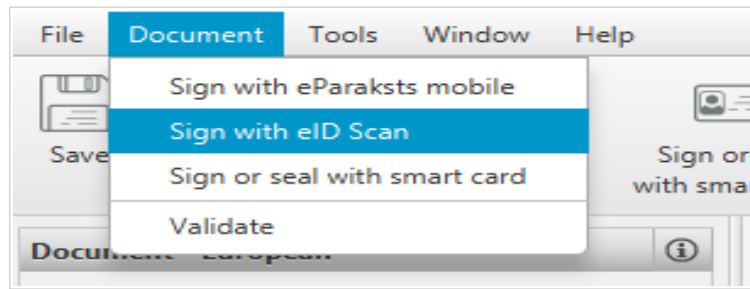 File Document Tools Window Help
Sign with eParaksts mobile
Sign with eID Scan
Sign or seal with smart card
Validate
Save
Sign or
with sma
Docu